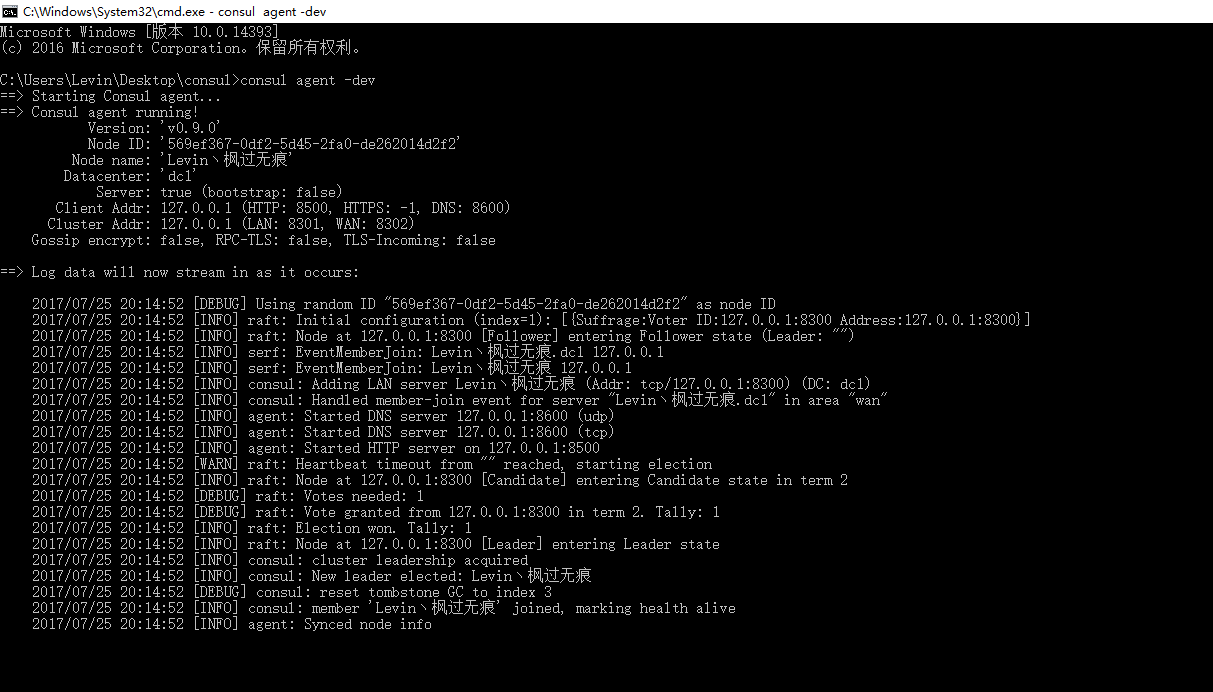 C:\Windows\System32\cmd.exe - consul  agent -dev
Microsoft Windows [版本 10.0.14393]
(c) 2016 Microsoft Corporation。保留所有权利。
C:\Users\Levin\Desktop\consul>consul agent -dev
==> Starting Consul agent...
==> Consul agent running!
Version: 'v0.9.0'
Node ID: '569ef367-0df2-5d45-2fa0-de262014d2f2'
Node name: 'Levin丶枫过无痕'
Datacenter: 'dc1'
Server: true (bootstrap: false)
Client Addr: 127.0.0.1 (HTTP: 8500, HTTPS: -1, DNS: 8600)
Cluster Addr: 127.0.0.1 (LAN: 8301, WAN: 8302)
Gossip encrypt: false, RPC-TLS: false, TLS-Incoming: false
==> Log data will now stream in as it occurs:
2017/07/25 20:14:52 [DEBUG] Using random ID "569ef367-0df2-5d45-2fa0-de262014d2f2" as node ID
2017/07/25 20:14:52 [INFO] raft: Initial configuration (index=1): [{Suffrage:Voter ID:127.0.0.1:8300 Address:127.0.0.1:8300}]
2017/07/25 20:14:52 [INFO] raft: Node at 127.0.0.1:8300 [Follower] entering Follower state (Leader: "")
2017/07/25 20:14:52 [INFO] serf: EventMemberJoin: Levin丶枫过无痕.dc1 127.0.0.1
2017/07/25 20:14:52 [INFO] serf: EventMemberJoin: Levin丶枫过无痕 127.0.0.1
2017/07/25 20:14:52 [INFO] consul: Adding LAN server Levin丶枫过无痕 (Addr: tcp/127.0.0.1:8300) (DC: dc1)
2017/07/25 20:14:52 [INFO] consul: Handled member-join event for server "Levin丶枫过无痕.dc1" in area "wan"
2017/07/25 20:14:52 [INFO] agent: Started DNS server 127.0.0.1:8600 (udp)
2017/07/25 20:14:52 [INFO] agent: Started DNS server 127.0.0.1:8600 (tcp)
2017/07/25 20:14:52 [INFO] agent: Started HTTP server on 127.0.0.1:8500
2017/07/25 20:14:52 [WARN] raft: Heartbeat timeout from "" reached, starting election
2017/07/25 20:14:52 [INFO] raft: Node at 127.0.0.1:8300 [Candidate] entering Candidate state in term 2
2017/07/25 20:14:52 [DEBUG] raft: Votes needed: 1
2017/07/25 20:14:52 [DEBUG] raft: Vote granted from 127.0.0.1:8300 in term 2. Tally: 1
2017/07/25 20:14:52 [INFO] raft: Election won. Tally: 1
2017/07/25 20:14:52 [INFO] raft: Node at 127.0.0.1:8300 [Leader] entering Leader state
2017/07/25 20:14:52 [INFO] consul: cluster leadership acquired
2017/07/25 20:14:52 [INFO] consul: New leader elected: Levin丶枫过无痕
2017/07/25 20:14:52 [DEBUG] consul: reset tombstone GC to index 3
2017/07/25 20:14:52 [INFO] consul: member 'Levin丶枫过无痕' joined, marking health alive
2017/07/25 20:14:52 [INFO] agent: Synced node info